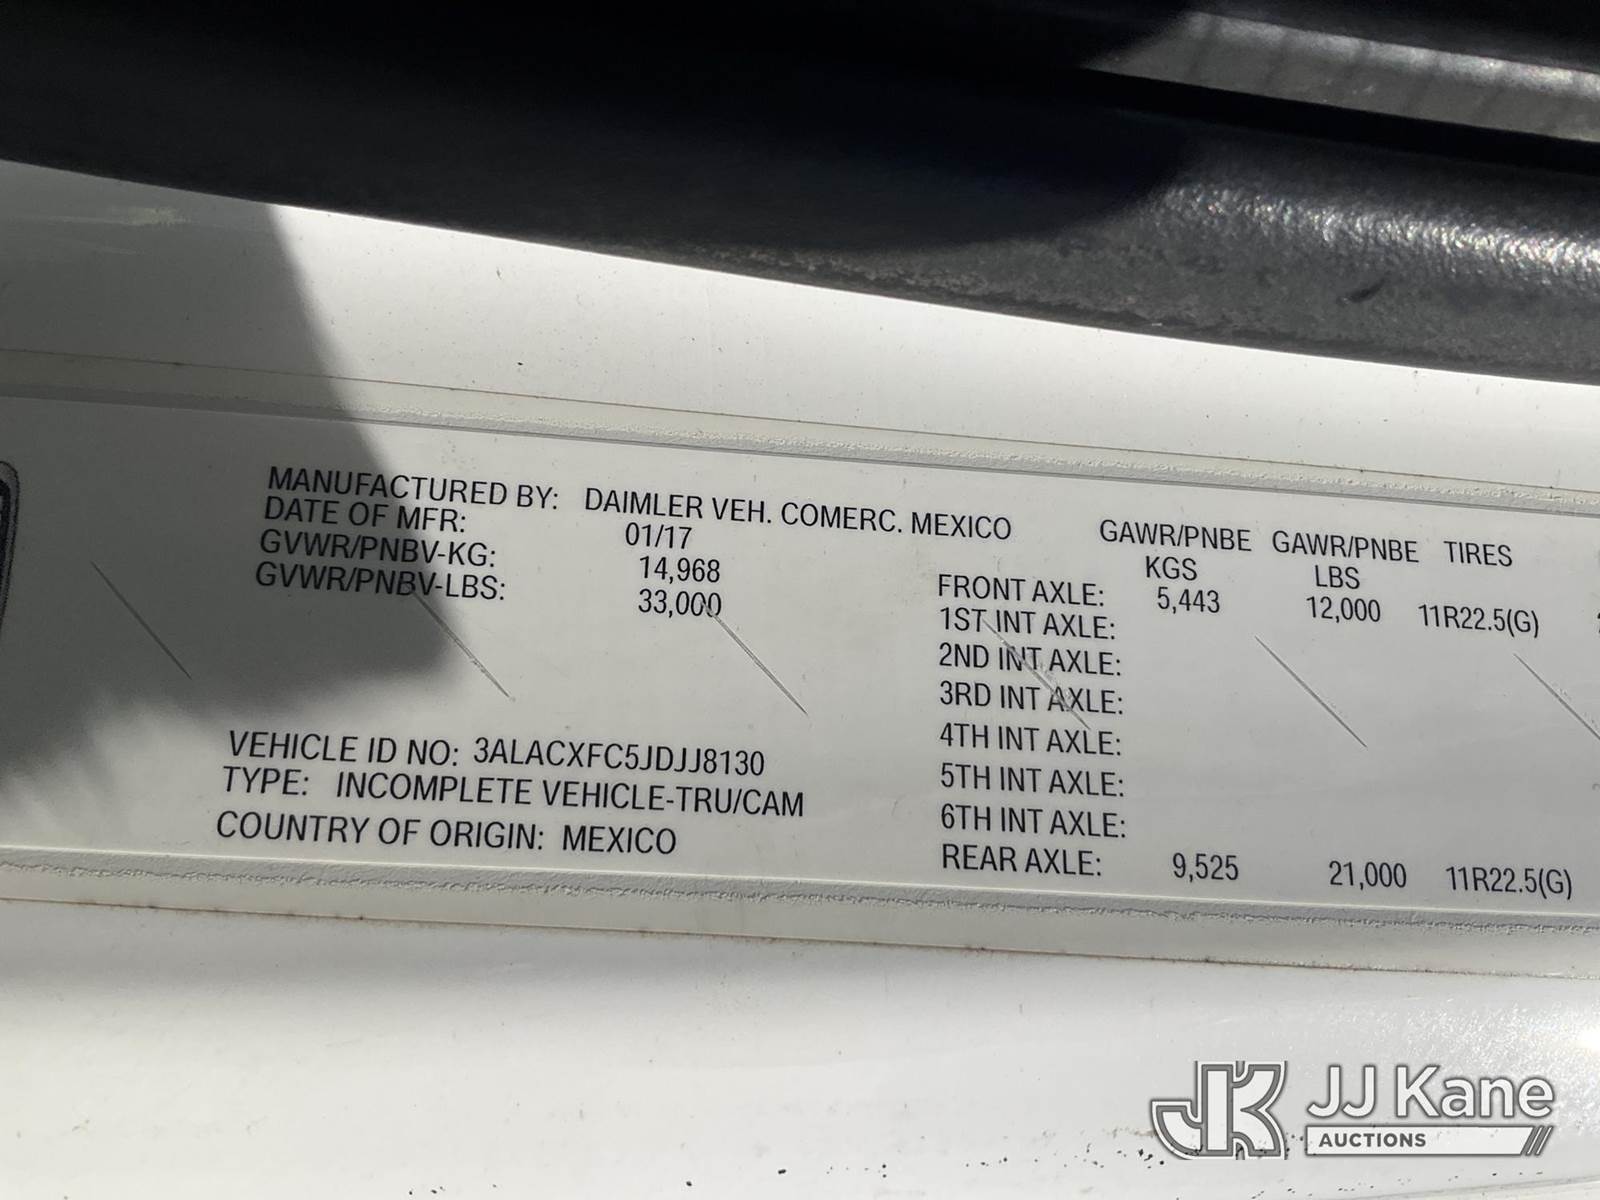 MANUFACTURED BY: DAIMLER VEH. COMERC. MEXICO
DATE OF MFR: 01/17
GVWR/PNBV-KG: 14,968
GVWR/PNBV-LBS: 33,000
VEHICLE ID NO: 3ALACXFC5JDJJ8130
TYPE: INCOMPLETE VEHICLE-TRU/CAM
COUNTRY OF ORIGIN: MEXICO
GAWR/PNBE GAWR/PNBE TIRES
KGS LBS
FRONT AXLE: 5,443 12,000 11R22.5(G)
1ST INT AXLE:
2ND INT AXLE:
3RD INT AXLE:
4TH INT AXLE:
5TH INT AXLE:
6TH INT AXLE:
REAR AXLE: 9,525 21,000 11R22.5(G)
JK JJ Kane
AUCTIONS